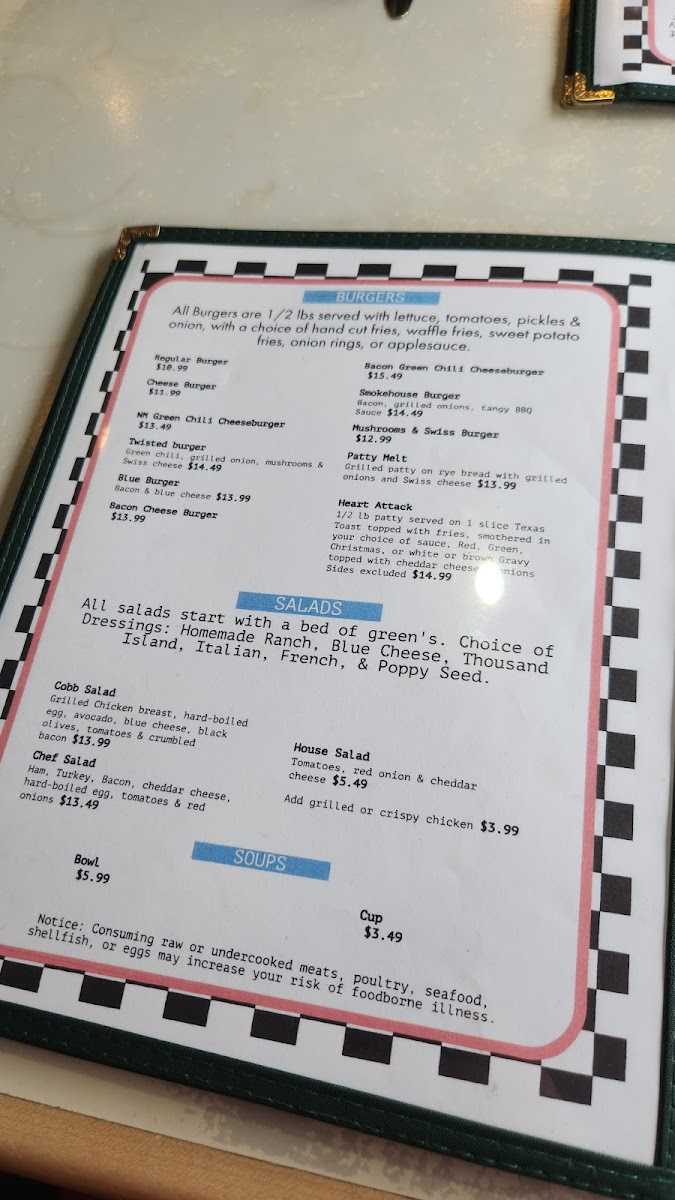 BURGERS
All Burgers are 1/2 lbs served with lettuce, tomatoes, pickles &
onion, with a choice of hand cut fries, waffle fries, sweet potato
fries, onion rings, or applesauce.
Regular Burger
$10.99
Cheese Burger
$11.99
NM Green Chili Cheeseburger
$13.49
Twisted burger
Green chili, grilled onion, mushrooms &
Swiss cheese $14.49
Blue Burger
Bacon & blue cheese $13.99
Bacon Cheese Burger
$13.99
Bacon Green Chili Cheeseburger
$15.49
Smokehouse Burger
Bacon, grilled onions, tangy BBQ
Sauce $14.49
Mushrooms & Swiss Burger
$12.99
Patty Melt
Grilled patty on rye bread with grilled
onions and Swiss cheese $13.99
Heart Attack
1/2 lb patty served on 1 slice Texas
Toast topped with fries, smothered in
your choice of sauce, Red, Green,
Christmas, or white or brown Gravy
topped with cheddar cheese onions
Sides excluded $14.99
SALADS
All salads start with a bed of green's. Choice of
Dressings: Homemade Ranch, Blue Cheese, Thousand
Island, Italian, French, & Poppy Seed.
Cobb Salad
Grilled Chicken breast, hard-boiled
egg, avocado, blue cheese, black
olives, tomatoes & crumbled
bacon $13.99
Chef Salad
Ham, Turkey, Bacon, cheddar cheese,
hard-boiled egg, tomatoes & red
onions $13.49
House Salad
Tomatoes, red onion & cheddar
cheese $5.49
Add grilled or crispy chicken $3.99
SOUPS
Bowl
$5.99
Cup
$3.49
Notice: Consuming raw or undercooked meats, poultry, seafood,
shellfish, or eggs may increase your risk of foodborne illness.